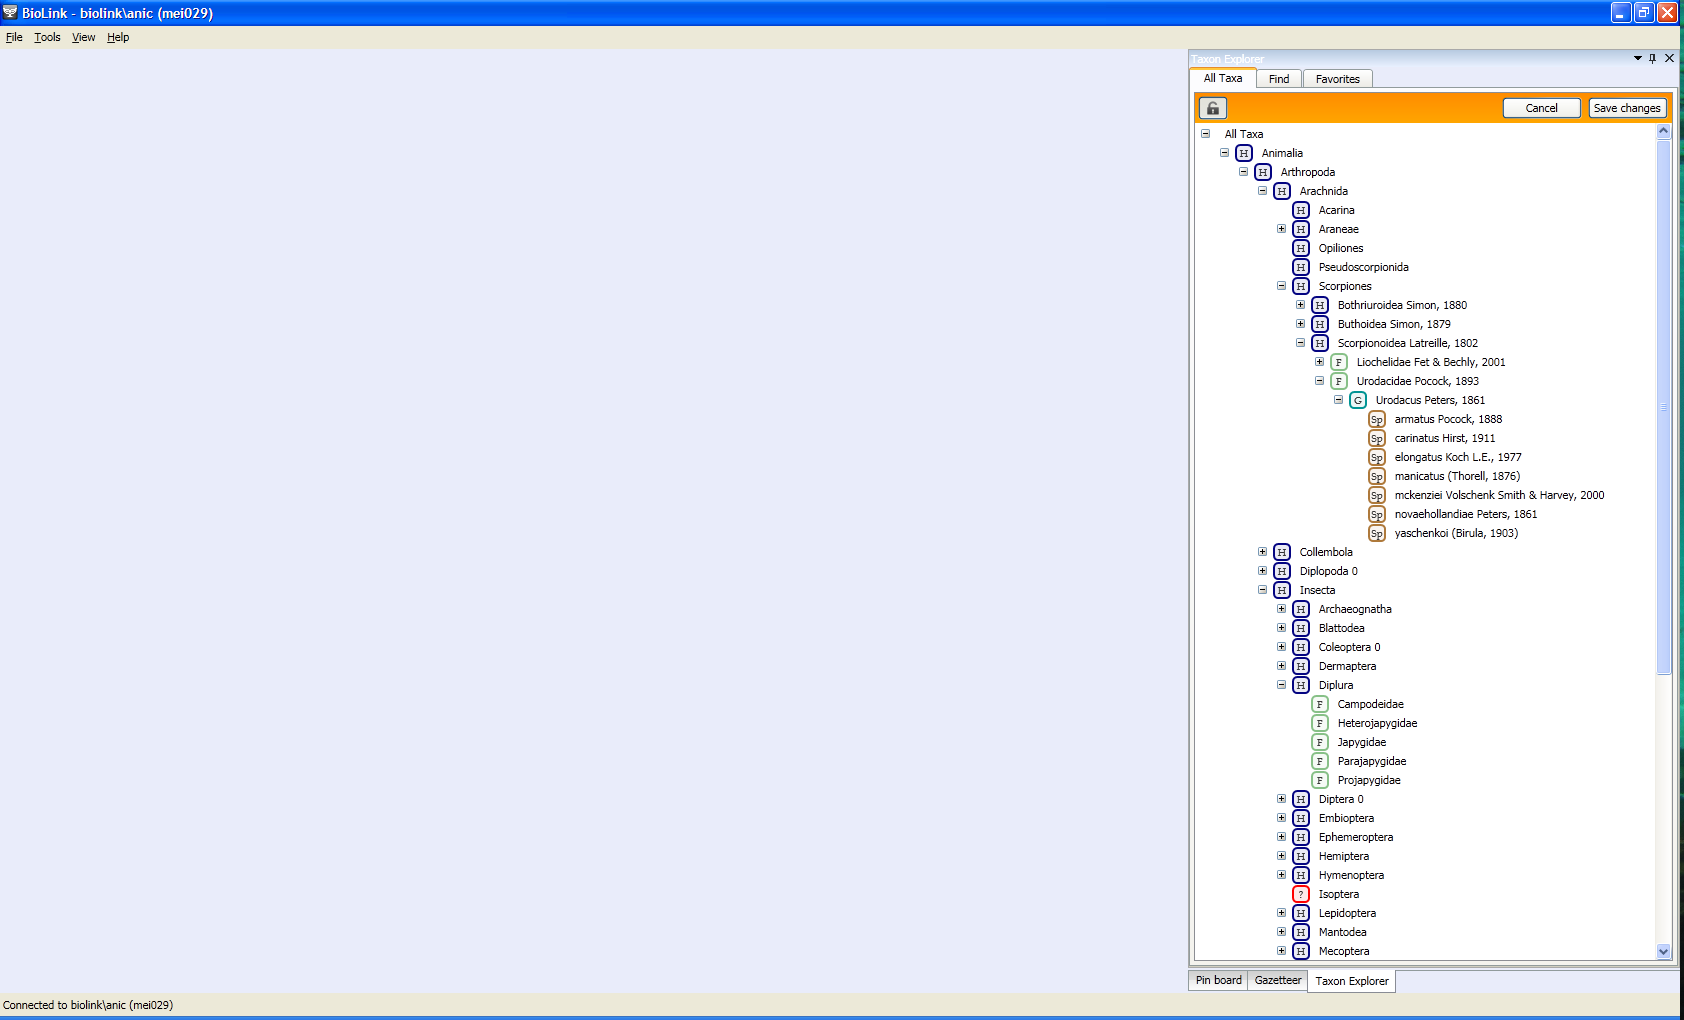 BioLink - biolink\anic (mei029)
File Tools View Help
Taxon Explorer
All Taxa Find Favorites
Cancel Save changes
All Taxa
H Animalia
H Arthropoda
H Arachnida
H Acarina
H Araneae
H Opiliones
H Pseudoscorpionida
H Scorpiones
H Bothriuroidea Simon, 1880
H Buthoidea Simon, 1879
H Scorpionoidea Latreille, 1802
F Liochelidae Fet & Bechly, 2001
F Urodacidae Pocock, 1893
G Urodacus Peters, 1861
Sp armatus Pocock, 1888
Sp carinatus Hirst, 1911
Sp elongatus Koch L.E., 1977
Sp manicatus (Thorell, 1876)
Sp mckenziei Volschenk Smith & Harvey, 2000
Sp novaehollandiae Peters, 1861
Sp yaschenkoi (Birula, 1903)
H Collembola
H Diplopoda 0
H Insecta
H Archaeognatha
H Blattodea
H Coleoptera 0
H Dermaptera
H Diplura
F Campodeidae
F Heterojapygidae
F Japygidae
F Parajapygidae
F Projapygidae
H Diptera 0
H Embioptera
H Ephemeroptera
H Hemiptera
H Hymenoptera
? Isoptera
H Lepidoptera
H Mantodea
H Mecoptera
Pin board Gazetteer Taxon Explorer
Connected to biolink\anic (mei029)